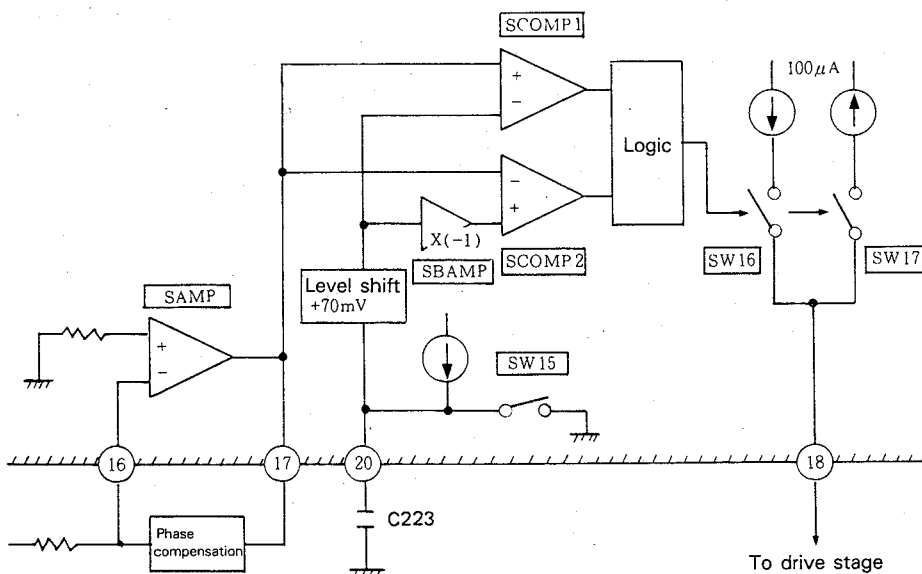 SCOMP1
100μA
+
−
Logic
−
+
X(-1)
SBAMP
SCOMP2
SW16
SW17
Level shift
+70mV
SAMP
+
−
SW15
16
17
20
18
C223
Phase
compensation
To drive stage